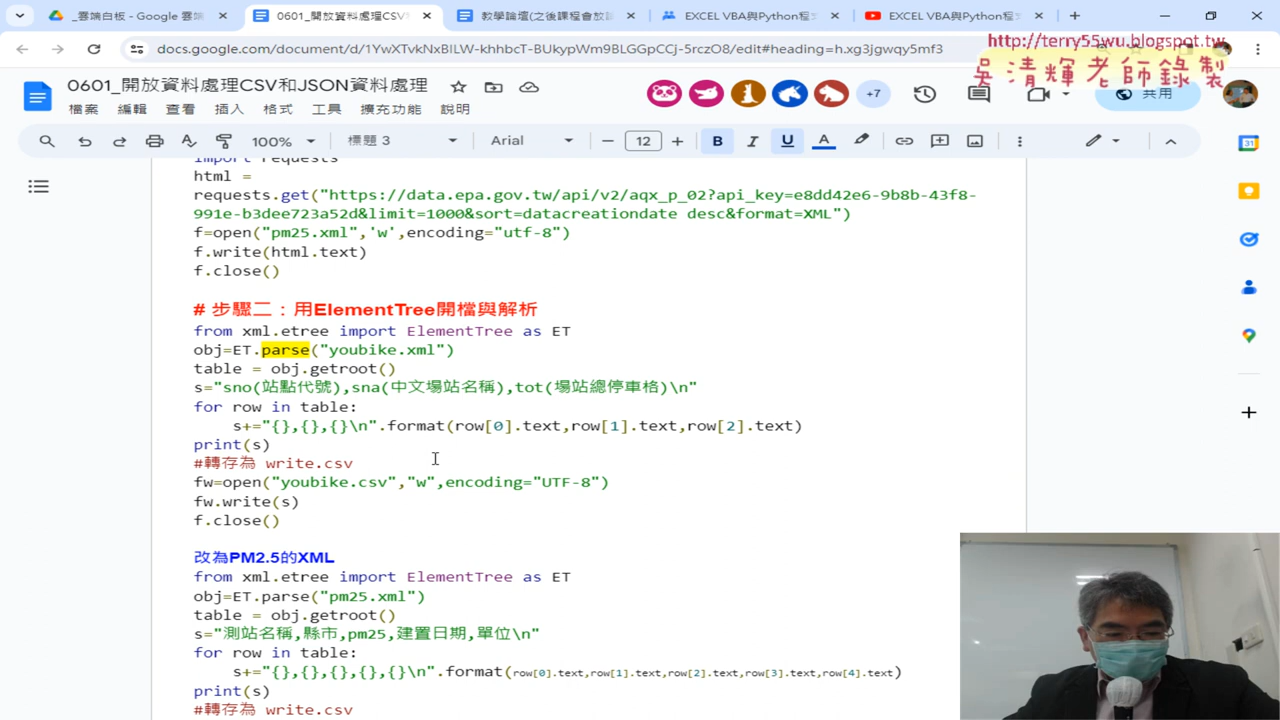 _雲端白板 - Google 雲端
0601_開放資料處理CSV
教學論壇(之後課程會放
EXCEL VBA與Python程
EXCEL VBA與Python程
docs.google.com/document/d/1YwXTvkNxBlLW-khhbcT-BUkypWm9BLGGpCCj-5rczO8/edit#heading=h.xg3jgwqy5mf3
http://terry55wu.blogspot.tw
吳清輝老師錄製
0601_開放資料處理CSV和JSON資料處理
+7
共用
檔案 編輯 查看 插入 格式 工具 擴充功能 說明
100% 標題 3 Arial 12 B I U A
31
import requests
html =
requests.get("https://data.epa.gov.tw/api/v2/aqx_p_02?api_key=e8dd42e6-9b8b-43f8-
991e-b3dee723a52d&limit=1000&sort=datacreationdate desc&format=XML")
f=open("pm25.xml",'w',encoding="utf-8")
f.write(html.text)
f.close()
# 步驟二：用ElementTree開檔與解析
from xml.etree import ElementTree as ET
obj=ET.parse("youbike.xml")
table = obj.getroot()
s="sno(站點代號),sna(中文場站名稱),tot(場站總停車格)\n"
for row in table:
s+="{},{},{}\n".format(row[0].text,row[1].text,row[2].text)
print(s)
#轉存為 write.csv
fw=open("youbike.csv","w",encoding="UTF-8")
fw.write(s)
f.close()
改為PM2.5的XML
from xml.etree import ElementTree as ET
obj=ET.parse("pm25.xml")
table = obj.getroot()
s="測站名稱,縣市,pm25,建置日期,單位\n"
for row in table:
s+="{},{},{},{},{}\n".format(row[0].text,row[1].text,row[2].text,row[3].text,row[4].text)
print(s)
#轉存為 write.csv